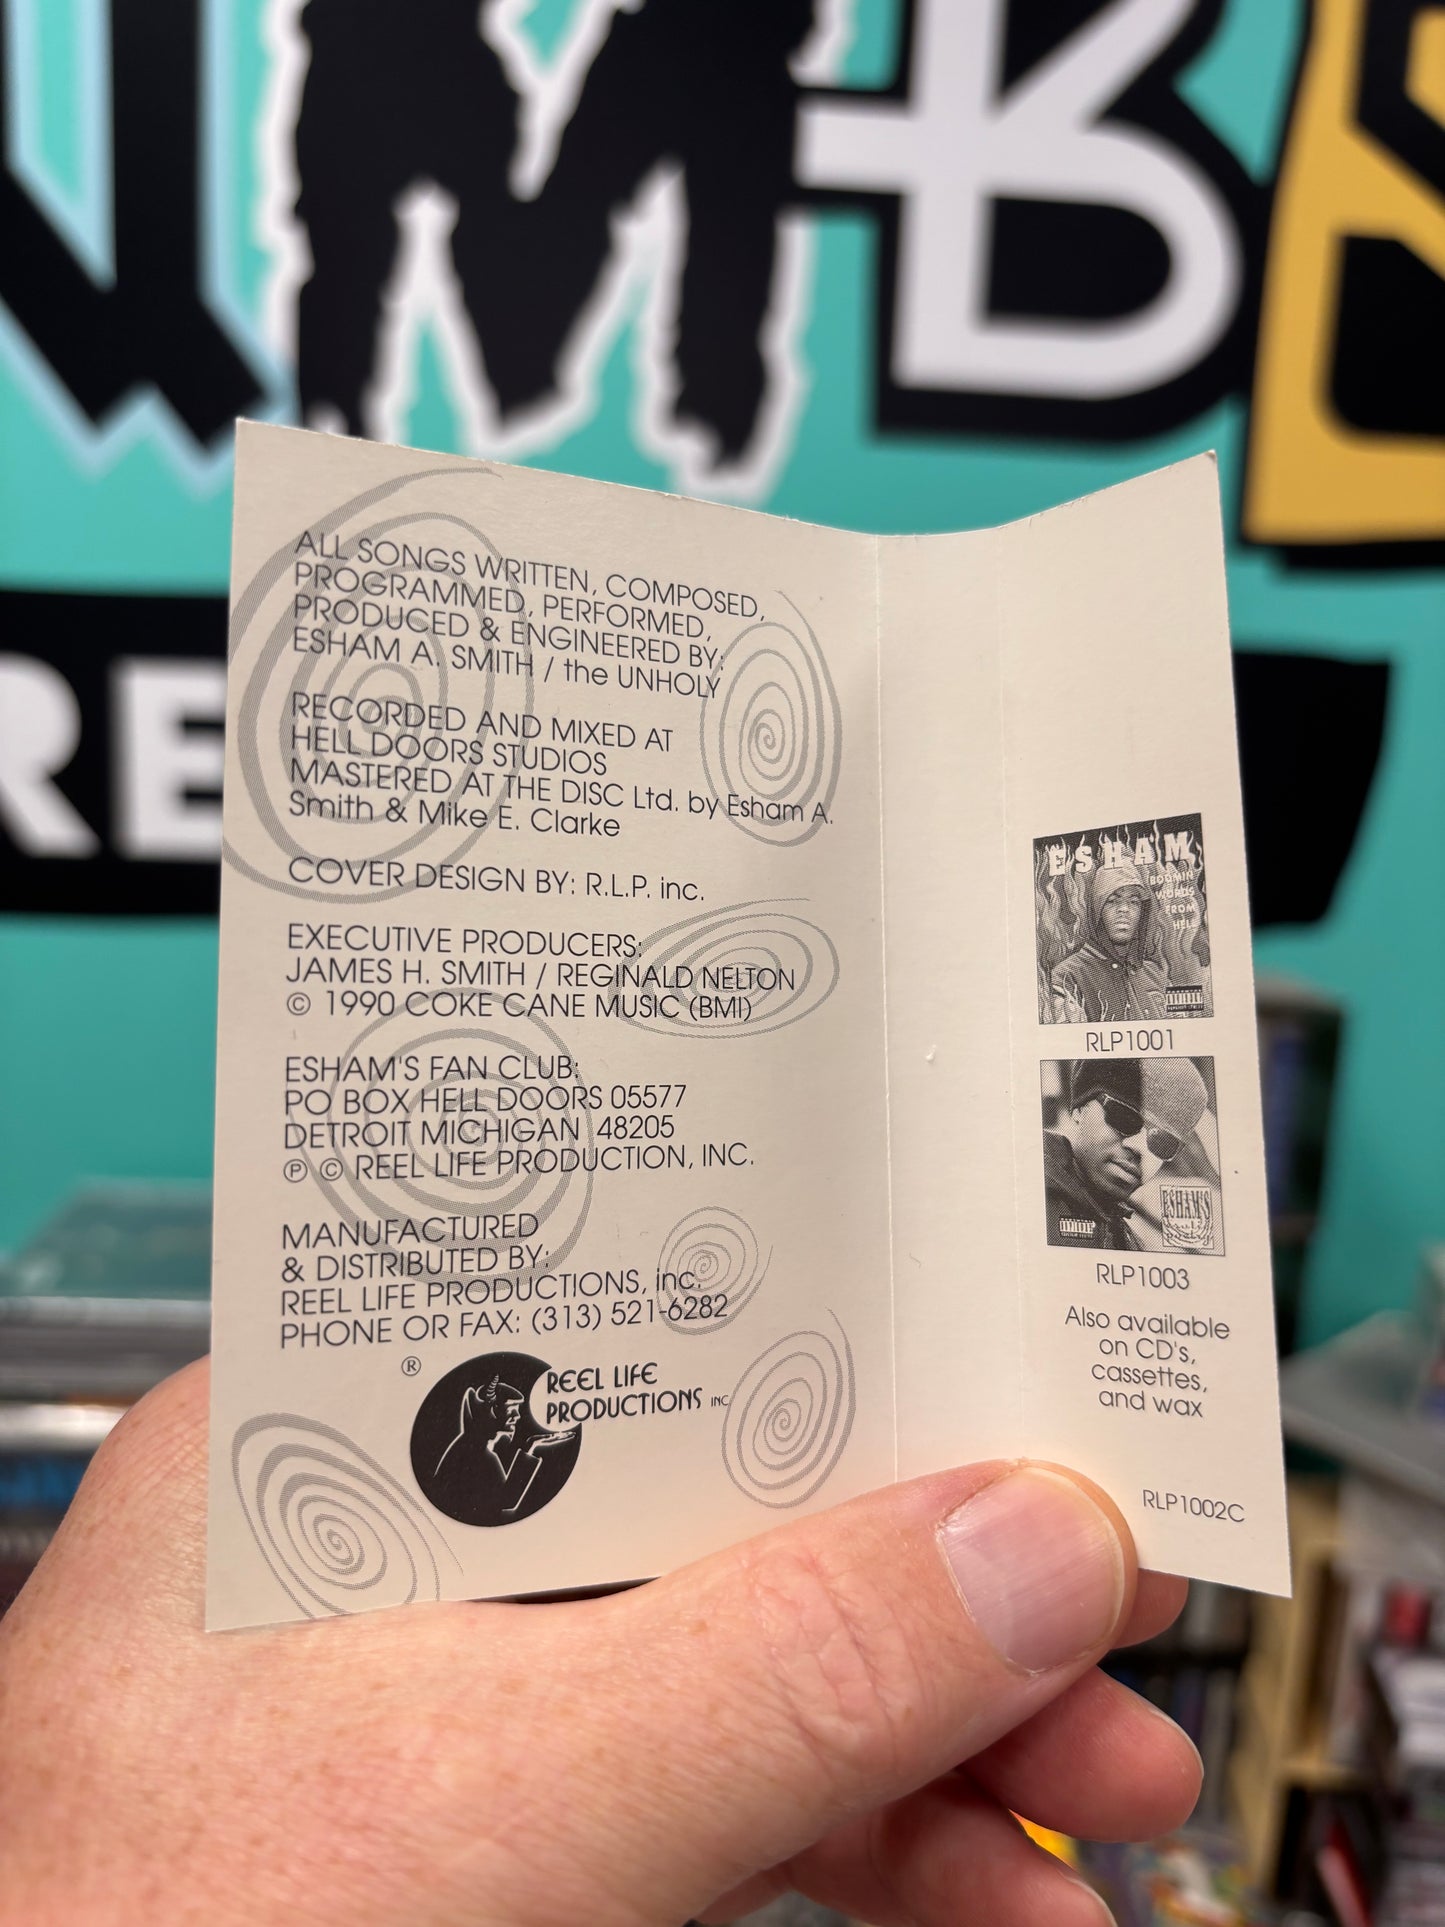 ALL SONGS WRITTEN, COMPOSED,
PROGRAMMED, PERFORMED,
PRODUCED & ENGINEERED BY:
ESHAM A. SMITH / the UNHOLY
RECORDED AND MIXED AT
HELL DOORS STUDIOS
MASTERED AT THE DISC Ltd. by Esham A.
Smith & Mike E. Clarke
COVER DESIGN BY: R.L.P. inc.
EXECUTIVE PRODUCERS:
JAMES H. SMITH / REGINALD NELTON
© 1990 COKE CANE MUSIC (BMI)
ESHAM'S FAN CLUB:
PO BOX HELL DOORS 05577
DETROIT MICHIGAN 48205
℗ © REEL LIFE PRODUCTION, INC.
MANUFACTURED
& DISTRIBUTED BY:
REEL LIFE PRODUCTIONS, inc.
PHONE OR FAX: (313) 521-6282
®
REEL LIFE
PRODUCTIONS INC
ESHAM
BOOMIN
WORDS
FROM
HELL
RLP1001
ESHAM'S
RLP1003
Also available
on CD's,
cassettes,
and wax
RLP1002C
MB
RE